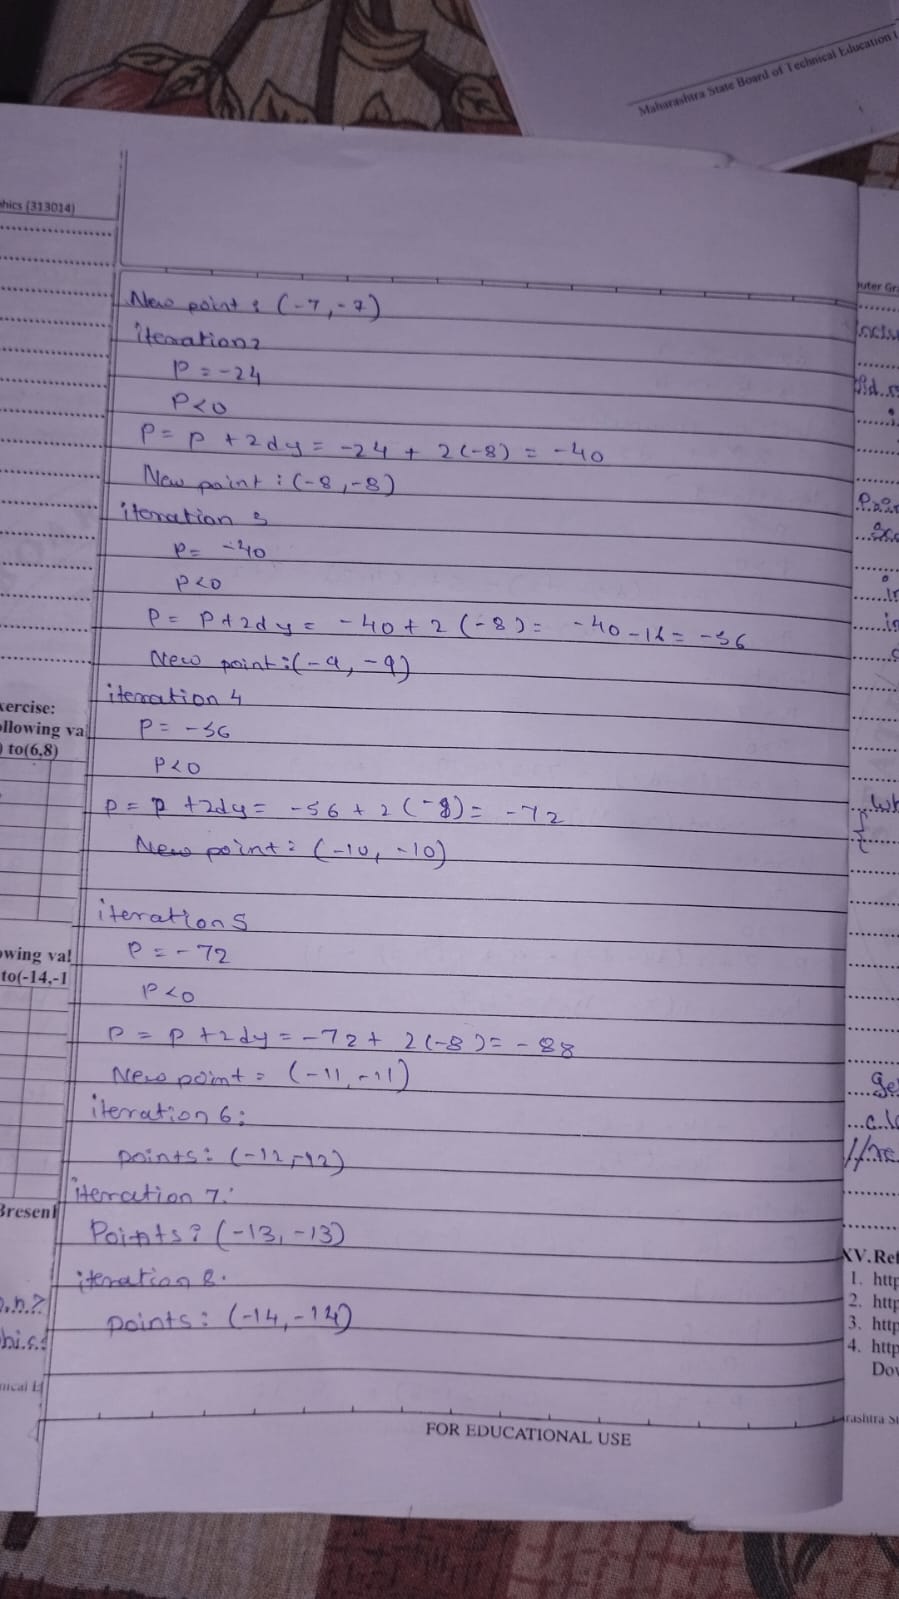 Maharashtra State Board of Technical Education
hics (313014)
New point : (-7,-7)
iteration 2
P = -24
P<0
P = p + 2dy = -24 + 2(-8) = -40
New point : (-8,-8)
iteration 3
P = -40
P<0
P = P+2dy = -40 + 2(-8) = -40-16 = -56
New point :(-9, -9)
iteration 4
P = -56
P<0
P = p +2dy = -56 + 2(-8) = -72
New point : (-10, -10)
iteration 5
P = -72
P<0
P = p +2dy = -72 + 2(-8) = -88
New point = (-11,-11)
iteration 6:
points : (-12,-12)
iteration 7:
Points : (-13, -13)
iteration 8.
points : (-14,-14)
FOR EDUCATIONAL USE
xercise:
ollowing va
) to(6,8)
owing val
to(-14,-1
Bresenl
uter Gr
XV. Ref
1. http
2. http
3. http
4. http
Dov
arashtra St